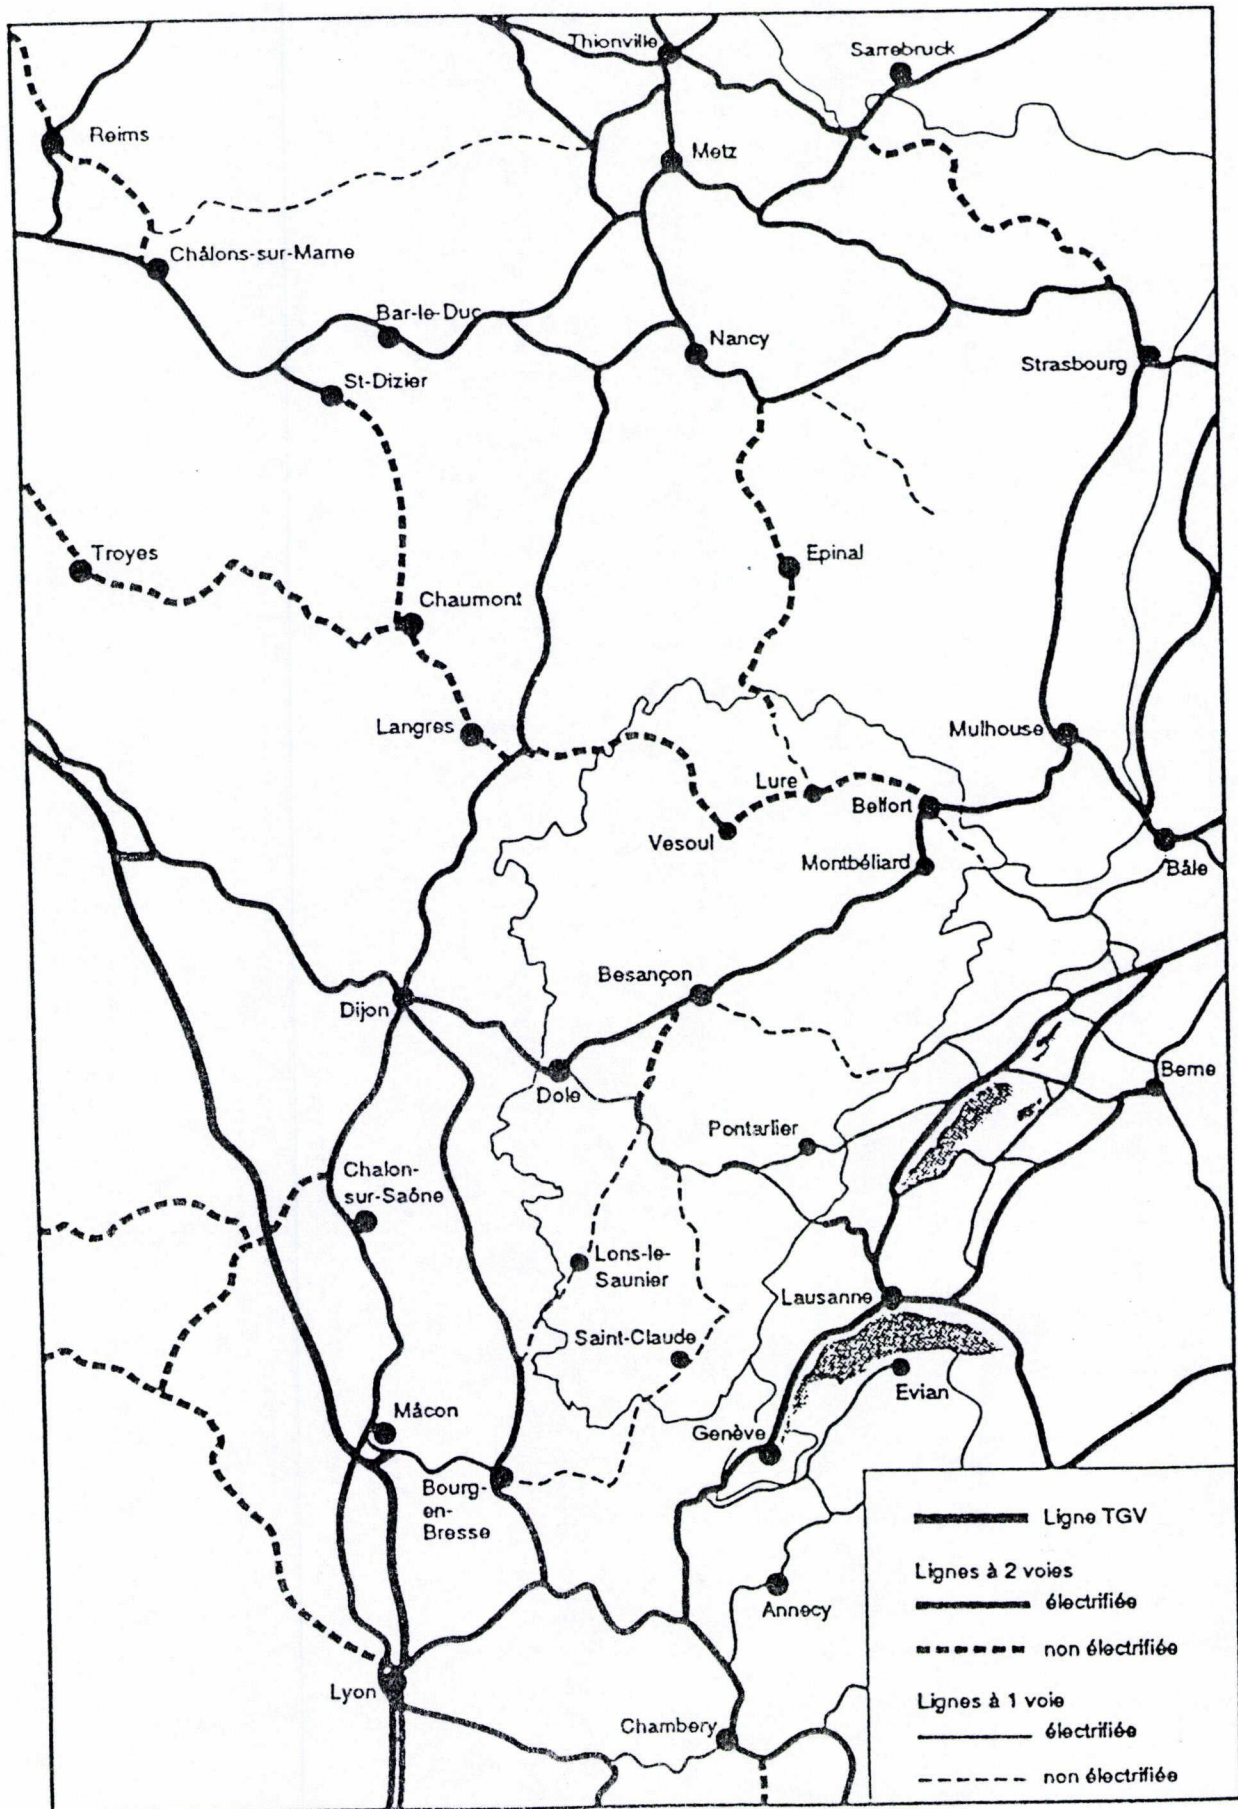 Thionville
Sarrebruck
Reims
Metz
Châlons-sur-Marne
Bar-le-Duc
Nancy
Strasbourg
St-Dizier
Troyes
Epinal
Chaumont
Langres
Mulhouse
Lure
Belfort
Vesoul
Montbéliard
Bâle
Besançon
Dijon
Dole
Berne
Pontarlier
Chalon-
sur-Saône
Lons-le-
Saunier
Lausanne
Saint-Claude
Evian
Mâcon
Genève
Bourg-
en-
Bresse
Annecy
Lyon
Chambery
Ligne TGV
Lignes à 2 voies
électrifiée
non électrifiée
Lignes à 1 voie
électrifiée
non électrifiée